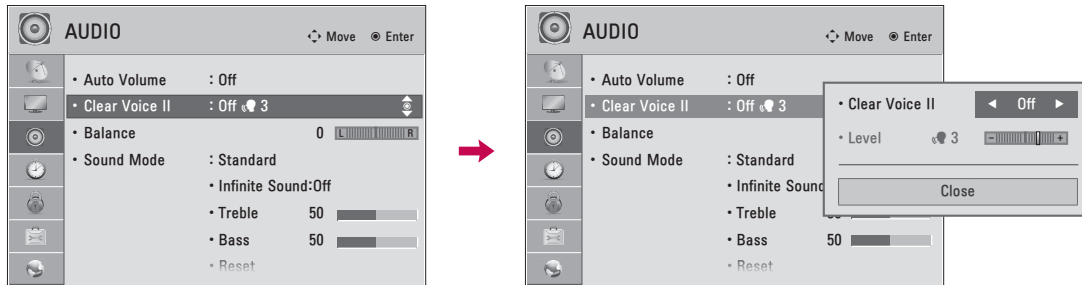 AUDIO
Move Enter
• Auto Volume : Off
• Clear Voice II : Off 3
• Balance 0 L R
• Sound Mode : Standard
• Infinite Sound:Off
• Treble 50
• Bass 50
• Reset
AUDIO
Move Enter
• Auto Volume : Off
• Clear Voice II : Off 3
• Balance
• Sound Mode : Standard
• Infinite Sound
• Treble
• Bass 50
• Reset
• Clear Voice II ◄ Off ►
• Level 3 - +
Close